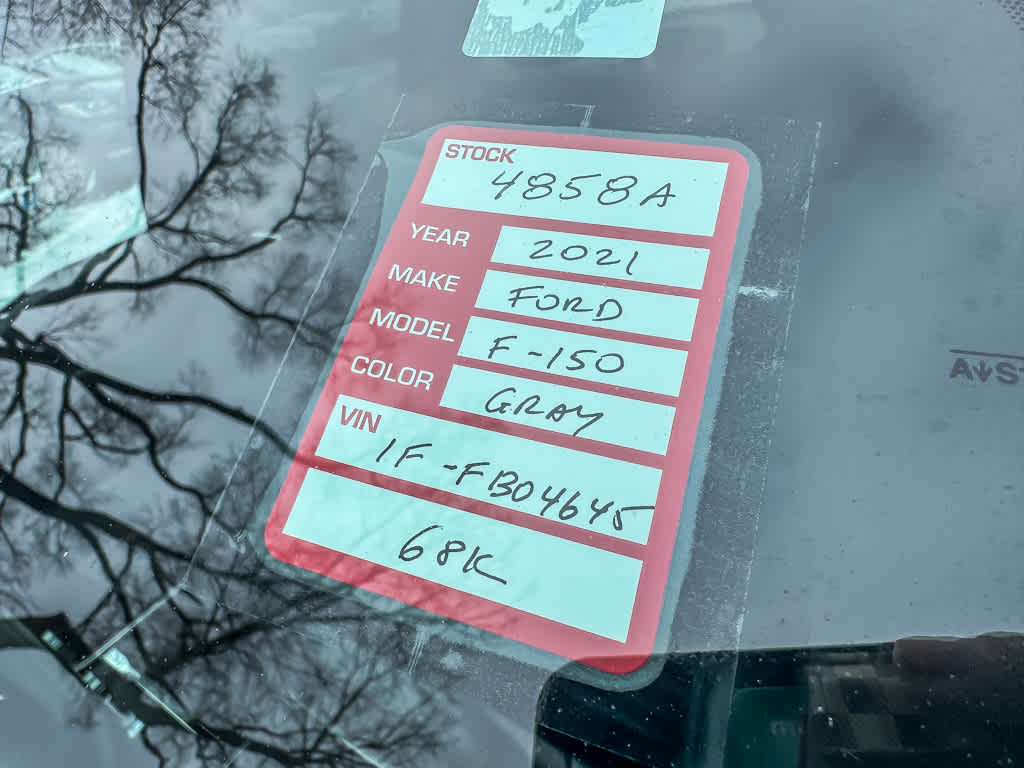 STOCK
4858A
YEAR 2021
MAKE FORD
MODEL F-150
COLOR GRAY
VIN
1F-FB04645
68K